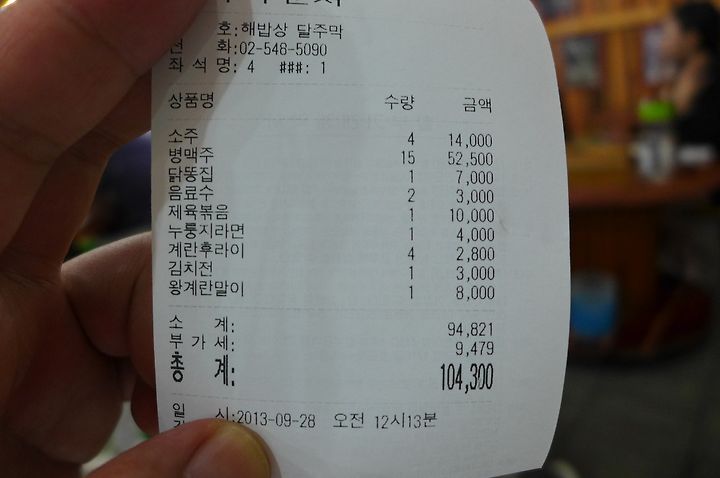 호:해밥상 달주막
전 화:02-548-5090
좌 석 명: 4 ###: 1
상품명 수량 금액
소주 4 14,000
병맥주 15 52,500
닭똥집 1 7,000
음료수 2 3,000
제육볶음 1 10,000
누룽지라면 1 4,000
계란후라이 4 2,800
김치전 1 3,000
왕계란말이 1 8,000
소 계: 94,821
부 가 세: 9,479
총 계: 104,300
일 시:2013-09-28 오전 12시13분